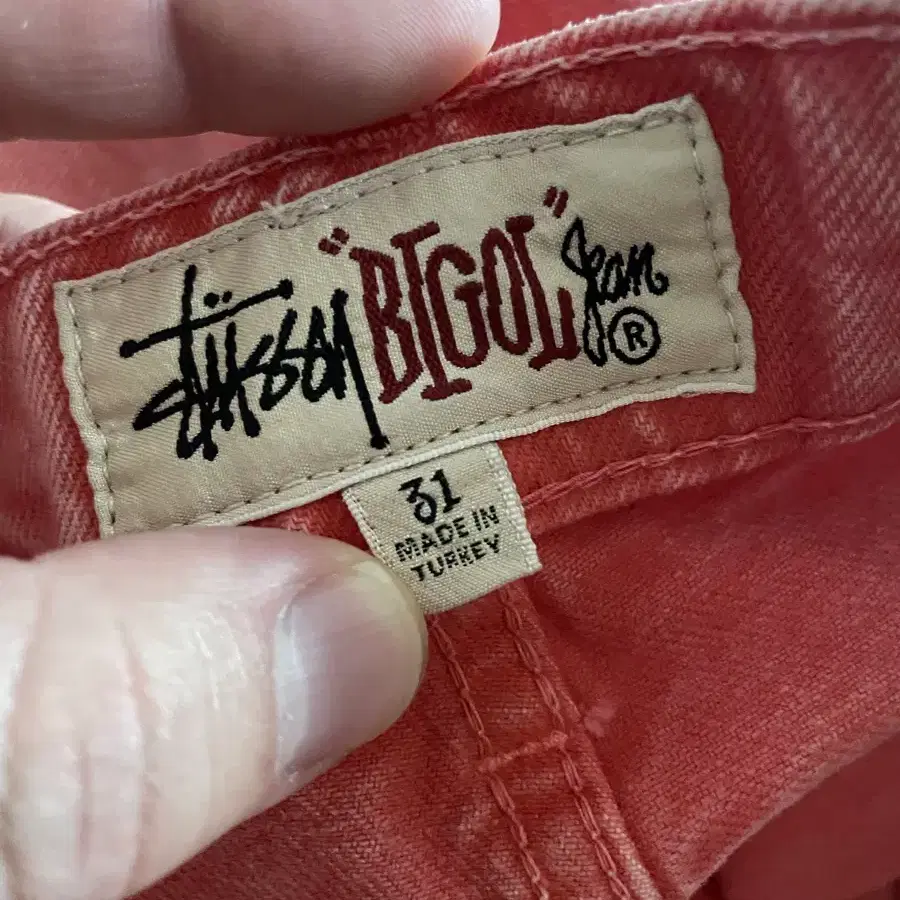 Stüssy "BIGOL" Jean ®
31
MADE IN
TURKEY